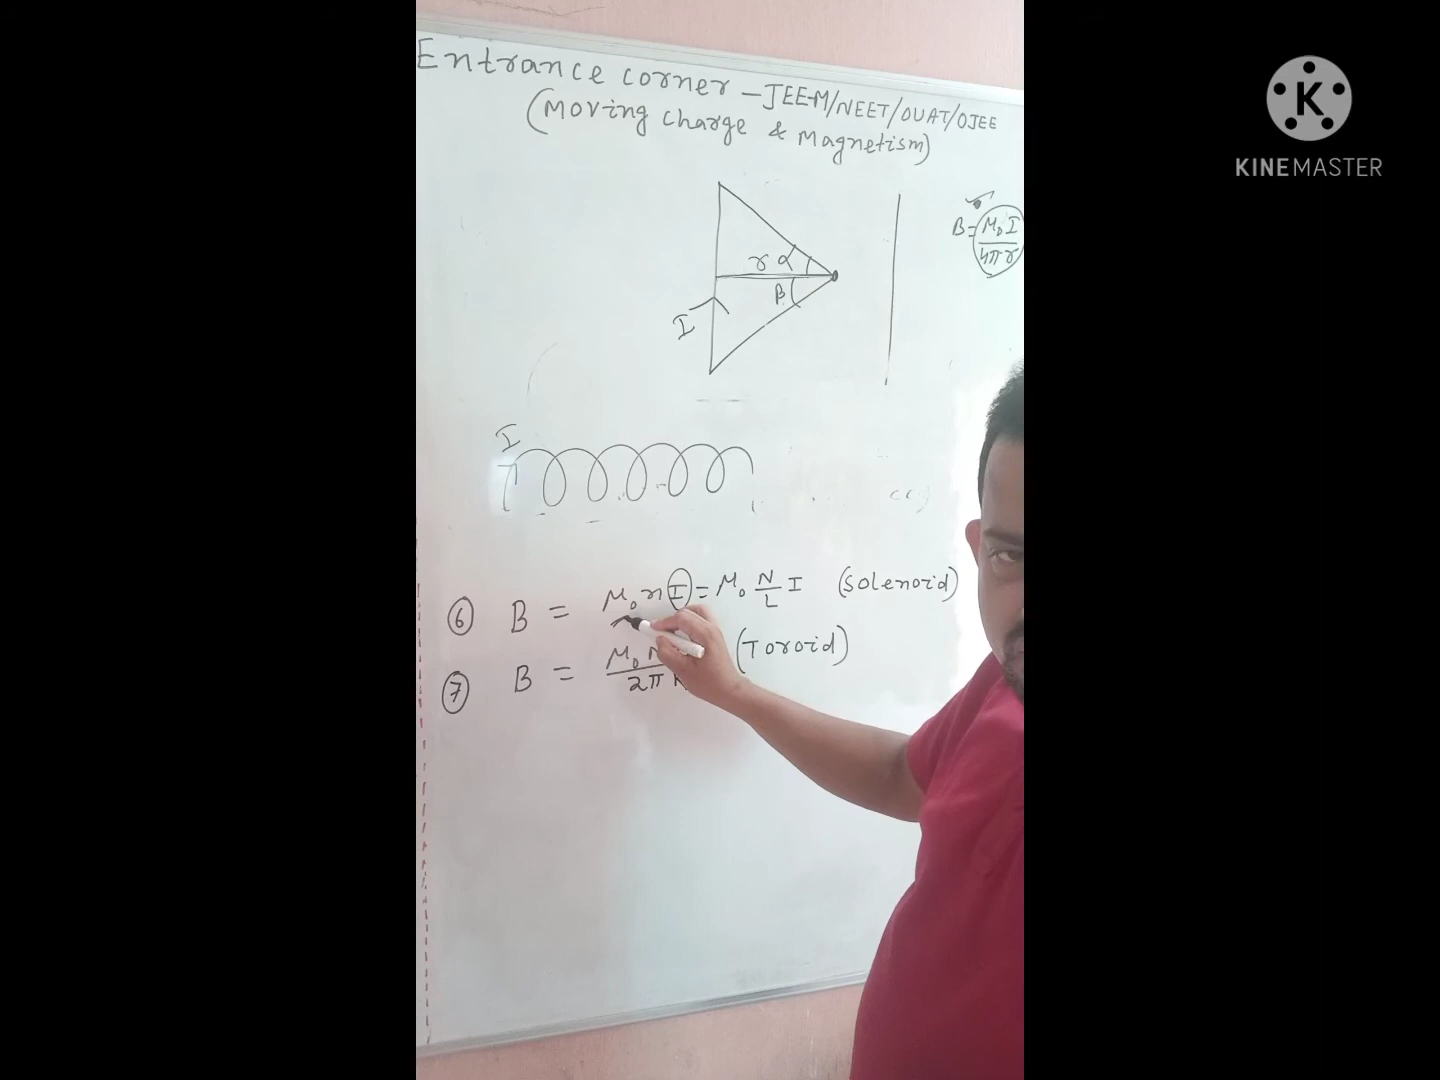 Entrance corner - JEE-M/NEET/OUAT/OJEE
(Moving charge & Magnetism)
K
KINEMASTER
B = μ₀I / 4πr
r α
β
I
I
⑥ B = μ₀nI = μ₀ N/L I (Solenoid)
⑦ B = μ₀N / 2π (Toroid)